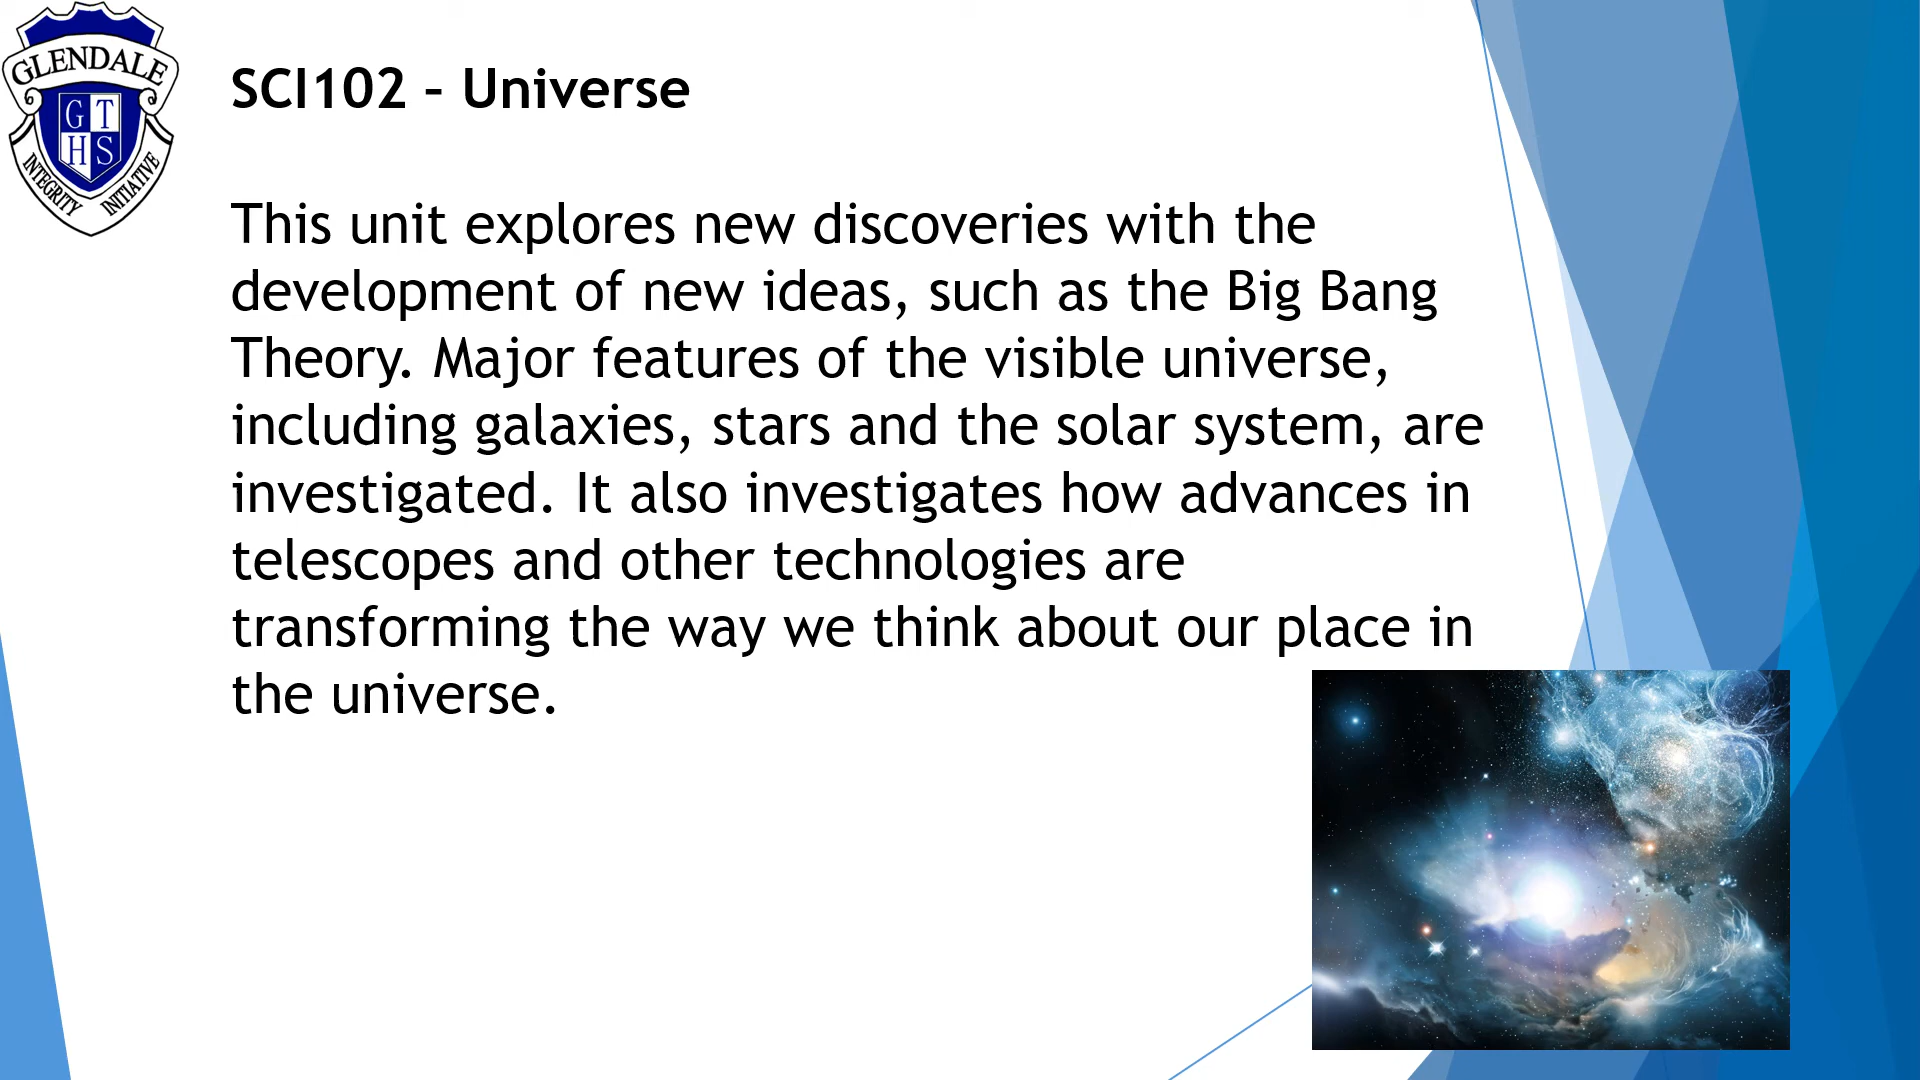 GLENDALE
G T
H S
INTEGRITY INITIATIVE
SCI102 – Universe
This unit explores new discoveries with the
development of new ideas, such as the Big Bang
Theory. Major features of the visible universe,
including galaxies, stars and the solar system, are
investigated. It also investigates how advances in
telescopes and other technologies are
transforming the way we think about our place in
the universe.